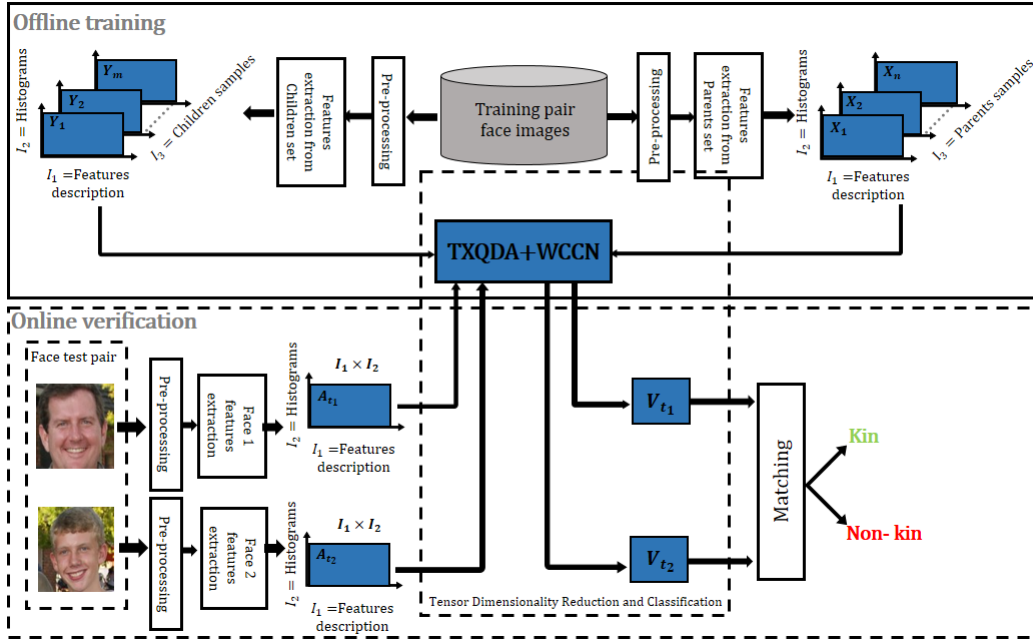 Offline training
I₂ = Histograms
Yₘ
Y₂
Y₁
I₃ = Children samples
I₁ =Features
description
Features
extraction from
Children set
Pre-processing
Training pair
face images
Pre-processing
Features
extraction from
Parents set
I₂ = Histograms
Xₙ
X₂
X₁
I₃ = Parents samples
I₁ =Features
description
TXQDA+WCCN
Online verification
Face test pair
Pre-processing
Face 1
features
extraction
I₂ = Histograms
I₁ × I₂
Aₜ₁
I₁ =Features
description
Pre-processing
Face 2
features
extraction
I₂ = Histograms
I₁ × I₂
Aₜ₂
I₁ =Features
description
Vₜ₁
Vₜ₂
Tensor Dimensionality Reduction and Classification
Matching
Kin
Non- kin